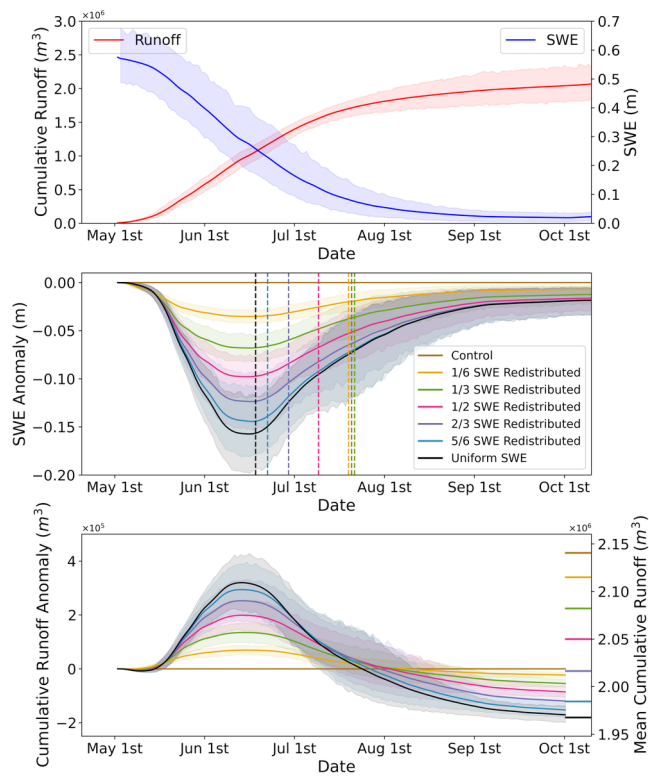 ×10⁶
3.0
2.5
2.0
1.5
1.0
0.5
0.0
Cumulative Runoff (m³)
Runoff
SWE
0.7
0.6
0.5
0.4
0.3
0.2
0.1
0.0
SWE (m)
May 1st Jun 1st Jul 1st Aug 1st Sep 1st Oct 1st
Date
0.00
−0.05
−0.10
−0.15
−0.20
SWE Anomaly (m)
Control
1/6 SWE Redistributed
1/3 SWE Redistributed
1/2 SWE Redistributed
2/3 SWE Redistributed
5/6 SWE Redistributed
Uniform SWE
May 1st Jun 1st Jul 1st Aug 1st Sep 1st Oct 1st
Date
×10⁵
4
2
0
−2
Cumulative Runoff Anomaly (m³)
×10⁶
2.15
2.10
2.05
2.00
1.95
Mean Cumulative Runoff (m³)
May 1st Jun 1st Jul 1st Aug 1st Sep 1st Oct 1st
Date